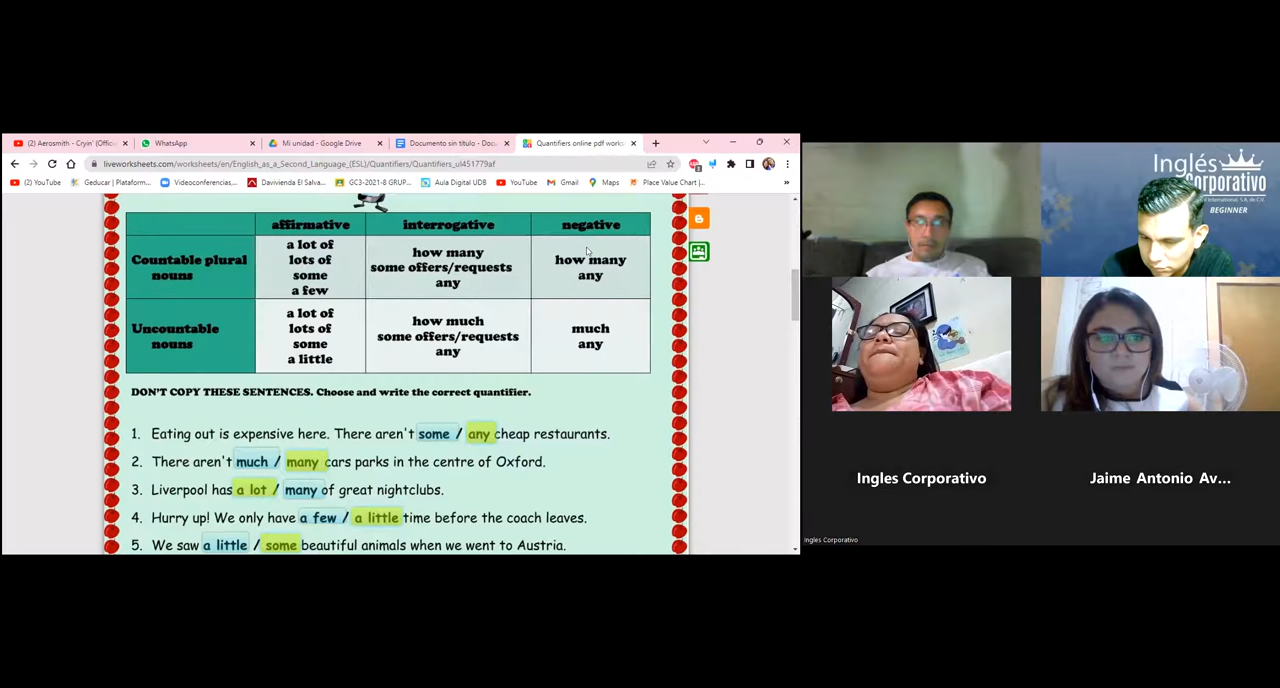 (2) Aerosmith - Cryin' (Offici
WhatsApp
Mi unidad - Google Drive
Documento sin título - Docu
Quantifiers online pdf works
liveworksheets.com/worksheets/en/English_as_a_Second_Language_(ESL)/Quantifiers/Quantifiers_ul451779af
(2) YouTube
Geducar | Plataform...
Videoconferencias,...
Davivienda El Salva...
GC3-2021-8 GRUP...
Aula Digital UDB
YouTube
Gmail
Maps
Place Value Chart |...
»
affirmative
interrogative
negative
Countable plural
nouns
a lot of
lots of
some
a few
how many
some offers/requests
any
how many
any
Uncountable
nouns
a lot of
lots of
some
a little
how much
some offers/requests
any
much
any
DON'T COPY THESE SENTENCES. Choose and write the correct quantifier.
1. Eating out is expensive here. There aren't some / any cheap restaurants.
2. There aren't much / many cars parks in the centre of Oxford.
3. Liverpool has a lot / many of great nightclubs.
4. Hurry up! We only have a few / a little time before the coach leaves.
5. We saw a little / some beautiful animals when we went to Austria.
Inglés
Corporativo
International, S.A. de C.V.
BEGINNER
Ingles Corporativo
Jaime Antonio Av...
Ingles Corporativo